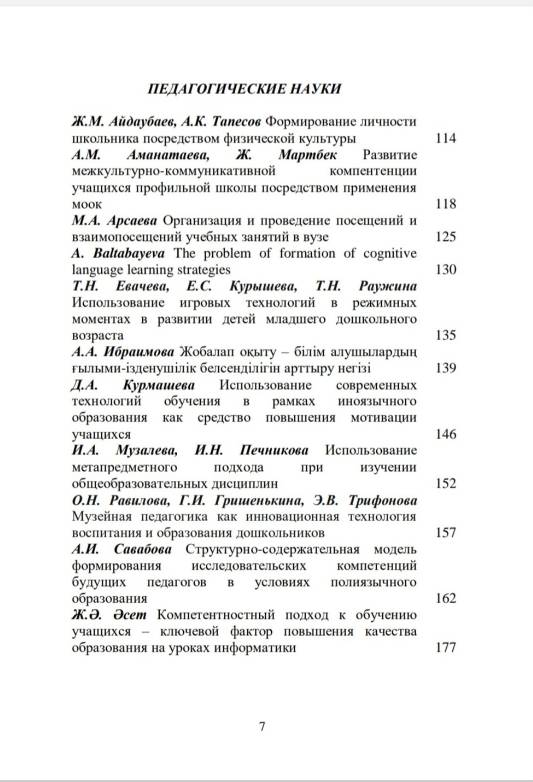 ПЕДАГОГИЧЕСКИЕ НАУКИ
Ж.М. Айдаубаев, А.К. Тапесов Формирование личности
школьника посредством физической культуры 114
А.М. Аманатаева, Ж. Мартбек Развитие
межкультурно-коммуникативной компентенции
учащихся профильной школы посредством применения
моок 118
М.А. Арсаева Организация и проведение посещений и
взаимопосещений учебных занятий в вузе 125
A. Baltabayeva The problem of formation of cognitive
language learning strategies 130
Т.Н. Евачева, Е.С. Курышева, Т.Н. Раужина
Использование игровых технологий в режимных
моментах в развитии детей младшего дошкольного
возраста 135
А.А. Ибраимова Жобалап оқыту – білім алушылардың
ғылыми-ізденушілік белсенділігін арттыру негізі 139
Д.А. Курмашева Использование современных
технологий обучения в рамках иноязычного
образования как средство повышения мотивации
учащихся 146
И.А. Музалева, И.Н. Печникова Использование
метапредметного подхода при изучении
общеобразовательных дисциплин 152
О.Н. Равилова, Г.И. Гришенькина, Э.В. Трифонова
Музейная педагогика как инновационная технология
воспитания и образования дошкольников 157
А.И. Савабова Структурно-содержательная модель
формирования исследовательских компетенций
будущих педагогов в условиях полиязычного
образования 162
Ж.Ә. Әсет Компетентностный подход к обучению
учащихся – ключевой фактор повышения качества
образования на уроках информатики 177
7